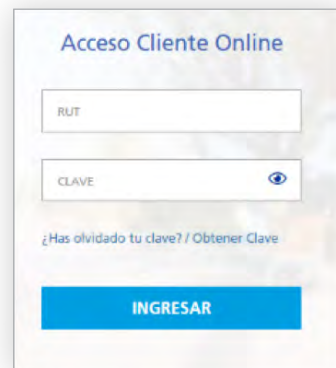 Acceso Cliente Online
RUT
CLAVE
¿Has olvidado tu clave? / Obtener Clave
INGRESAR